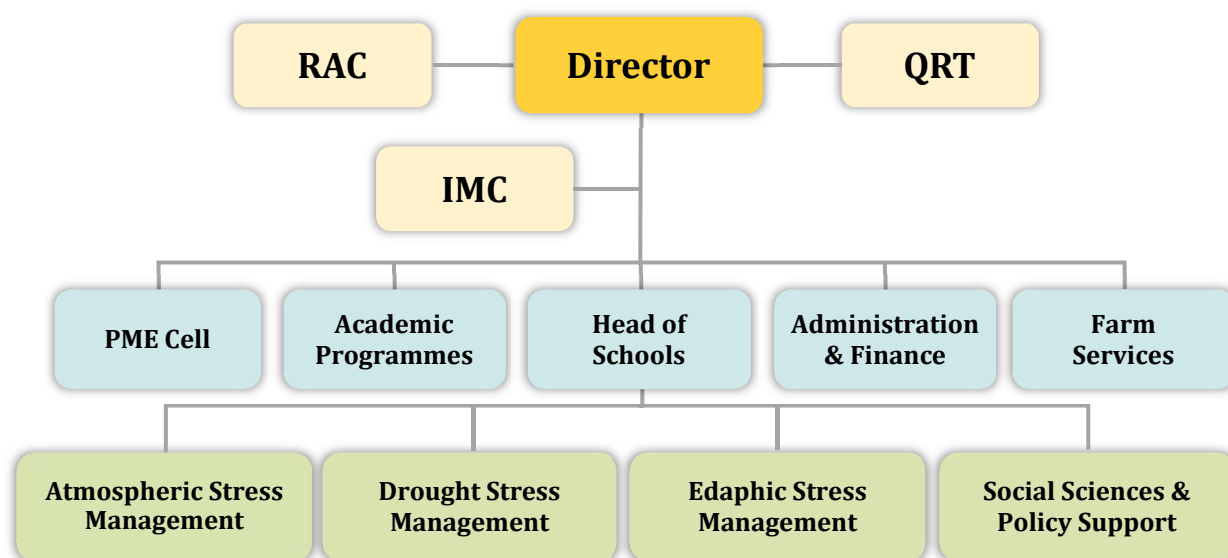 RAC
Director
QRT
IMC
PME Cell
Academic
Programmes
Head of
Schools
Administration
& Finance
Farm
Services
Atmospheric Stress
Management
Drought Stress
Management
Edaphic Stress
Management
Social Sciences &
Policy Support